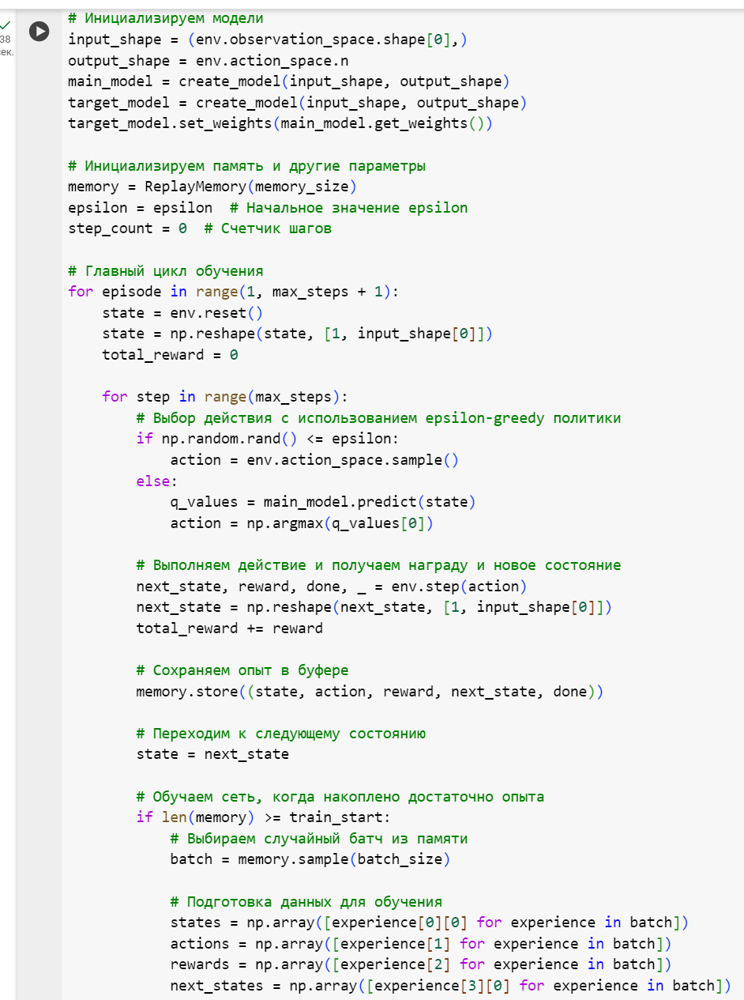 # Инициализируем модели
38
сек.
input_shape = (env.observation_space.shape[0],)
output_shape = env.action_space.n
main_model = create_model(input_shape, output_shape)
target_model = create_model(input_shape, output_shape)
target_model.set_weights(main_model.get_weights())
# Инициализируем память и другие параметры
memory = ReplayMemory(memory_size)
epsilon = epsilon  # Начальное значение epsilon
step_count = 0  # Счетчик шагов
# Главный цикл обучения
for episode in range(1, max_steps + 1):
    state = env.reset()
    state = np.reshape(state, [1, input_shape[0]])
    total_reward = 0
    for step in range(max_steps):
        # Выбор действия с использованием epsilon-greedy политики
        if np.random.rand() <= epsilon:
            action = env.action_space.sample()
        else:
            q_values = main_model.predict(state)
            action = np.argmax(q_values[0])
        # Выполняем действие и получаем награду и новое состояние
        next_state, reward, done, _ = env.step(action)
        next_state = np.reshape(next_state, [1, input_shape[0]])
        total_reward += reward
        # Сохраняем опыт в буфере
        memory.store((state, action, reward, next_state, done))
        # Переходим к следующему состоянию
        state = next_state
        # Обучаем сеть, когда накоплено достаточно опыта
        if len(memory) >= train_start:
            # Выбираем случайный батч из памяти
            batch = memory.sample(batch_size)
            # Подготовка данных для обучения
            states = np.array([experience[0][0] for experience in batch])
            actions = np.array([experience[1] for experience in batch])
            rewards = np.array([experience[2] for experience in batch])
            next_states = np.array([experience[3][0] for experience in batch])